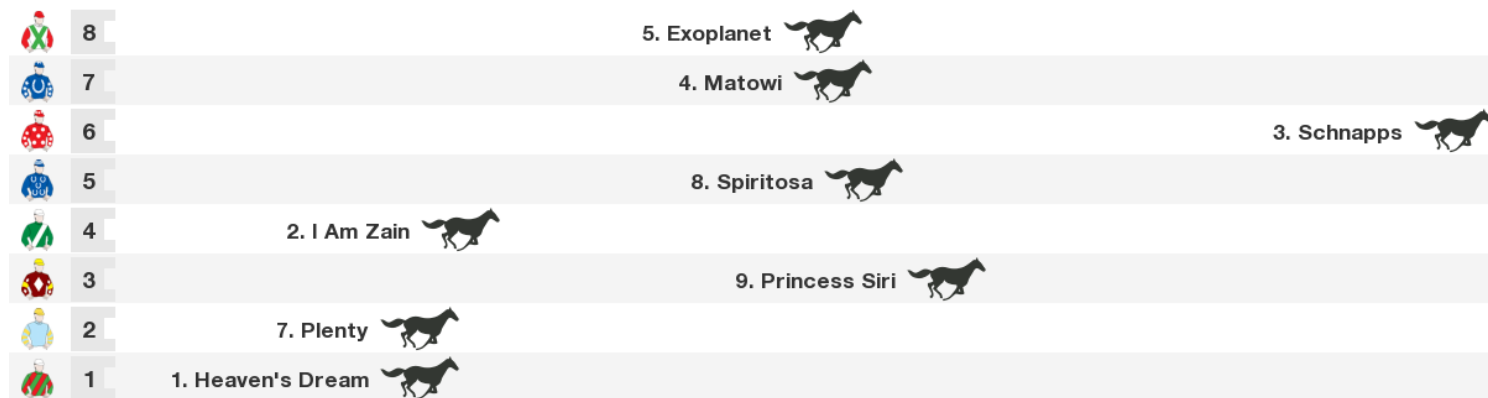 8 5. Exoplanet
7 4. Matowi
6 3. Schnapps
5 8. Spiritosa
4 2. I Am Zain
3 9. Princess Siri
2 7. Plenty
1 1. Heaven's Dream